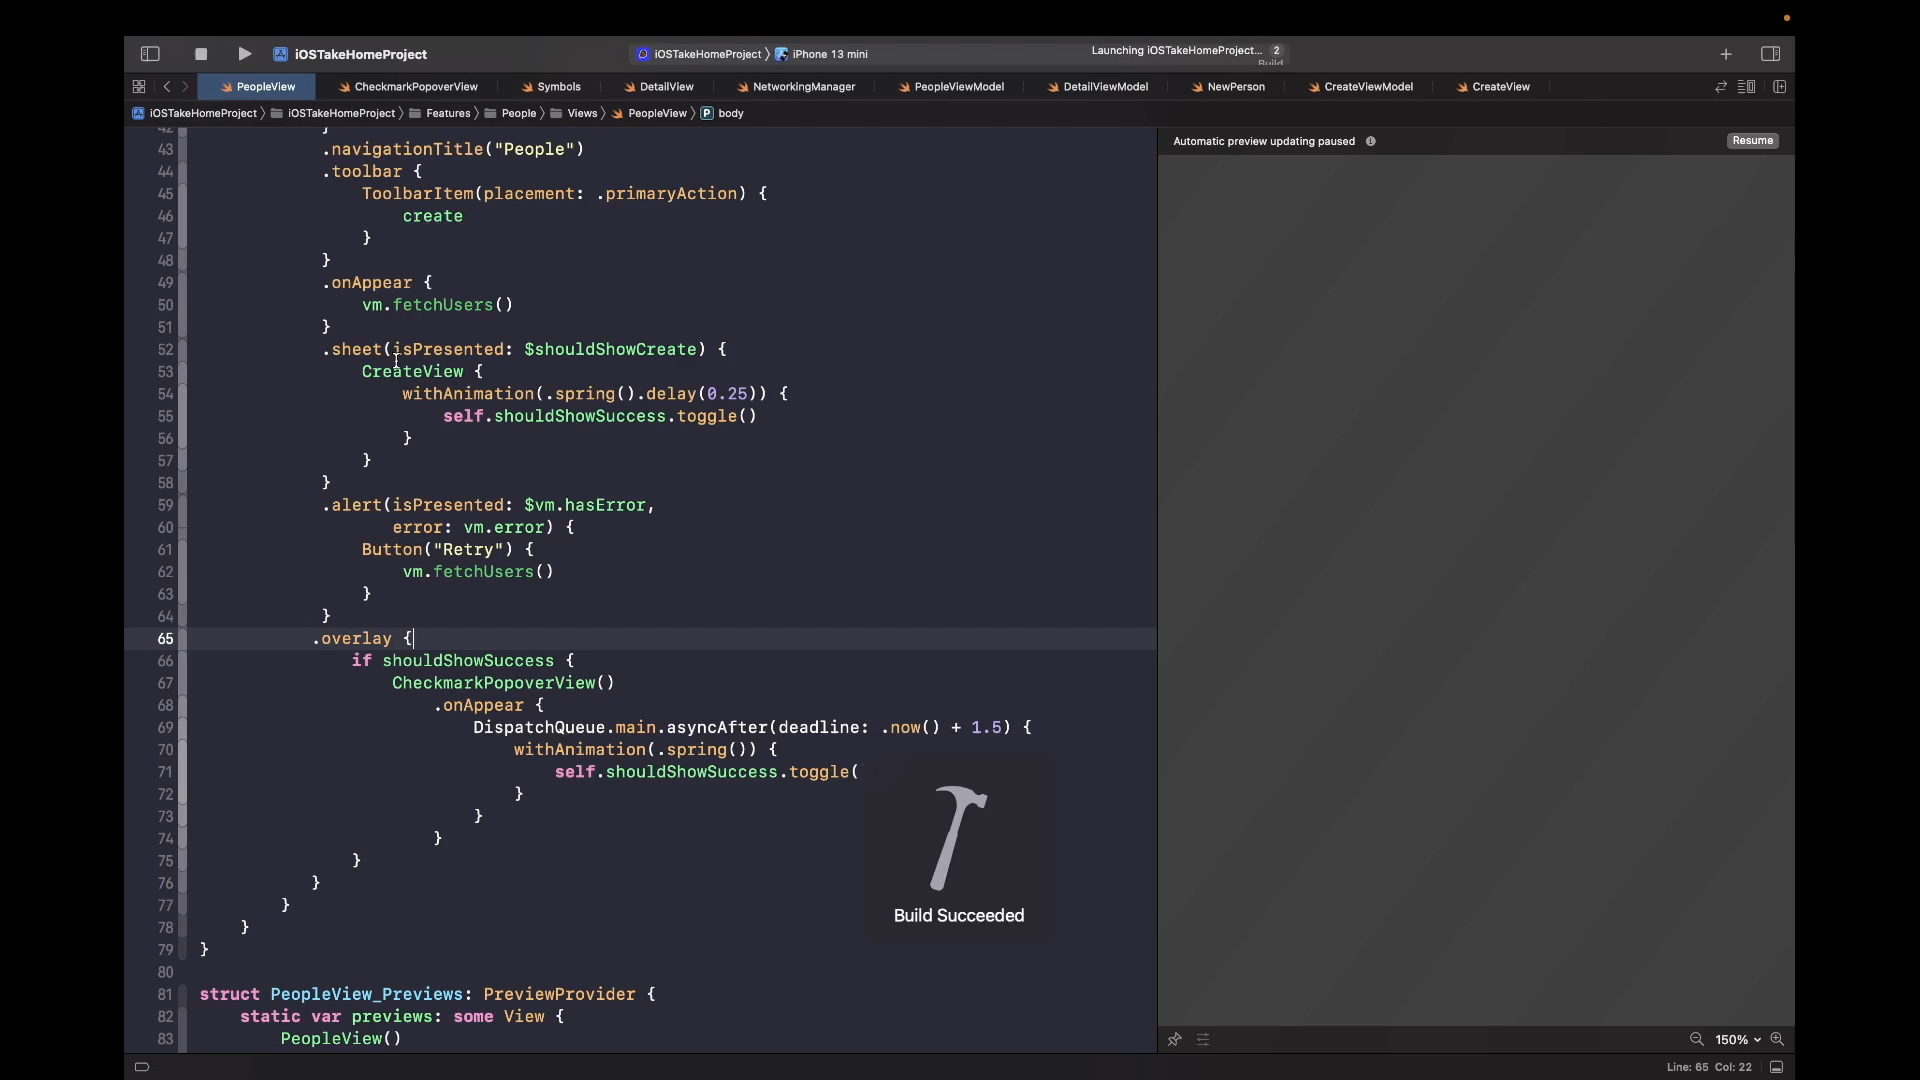 iOSTakeHomeProject
iOSTakeHomeProject
iPhone 13 mini
Launching iOSTakeHomeProject...
2
Build
PeopleView
CheckmarkPopoverView
Symbols
DetailView
NetworkingManager
PeopleViewModel
DetailViewModel
NewPerson
CreateViewModel
CreateView
iOSTakeHomeProject
iOSTakeHomeProject
Features
People
Views
PeopleView
P
body
Automatic preview updating paused
Resume
42 }
43 .navigationTitle("People")
44 .toolbar {
45 ToolbarItem(placement: .primaryAction) {
46 create
47 }
48 }
49 .onAppear {
50 vm.fetchUsers()
51 }
52 .sheet(isPresented: $shouldShowCreate) {
53 CreateView {
54 withAnimation(.spring().delay(0.25)) {
55 self.shouldShowSuccess.toggle()
56 }
57 }
58 }
59 .alert(isPresented: $vm.hasError,
60 error: vm.error) {
61 Button("Retry") {
62 vm.fetchUsers()
63 }
64 }
65 .overlay {
66 if shouldShowSuccess {
67 CheckmarkPopoverView()
68 .onAppear {
69 DispatchQueue.main.asyncAfter(deadline: .now() + 1.5) {
70 withAnimation(.spring()) {
71 self.shouldShowSuccess.toggle(
72 }
73 }
74 }
75 }
76 }
77 }
78 }
79 }
80
81 struct PeopleView_Previews: PreviewProvider {
82 static var previews: some View {
83 PeopleView()
Build Succeeded
150%
Line: 65 Col: 22